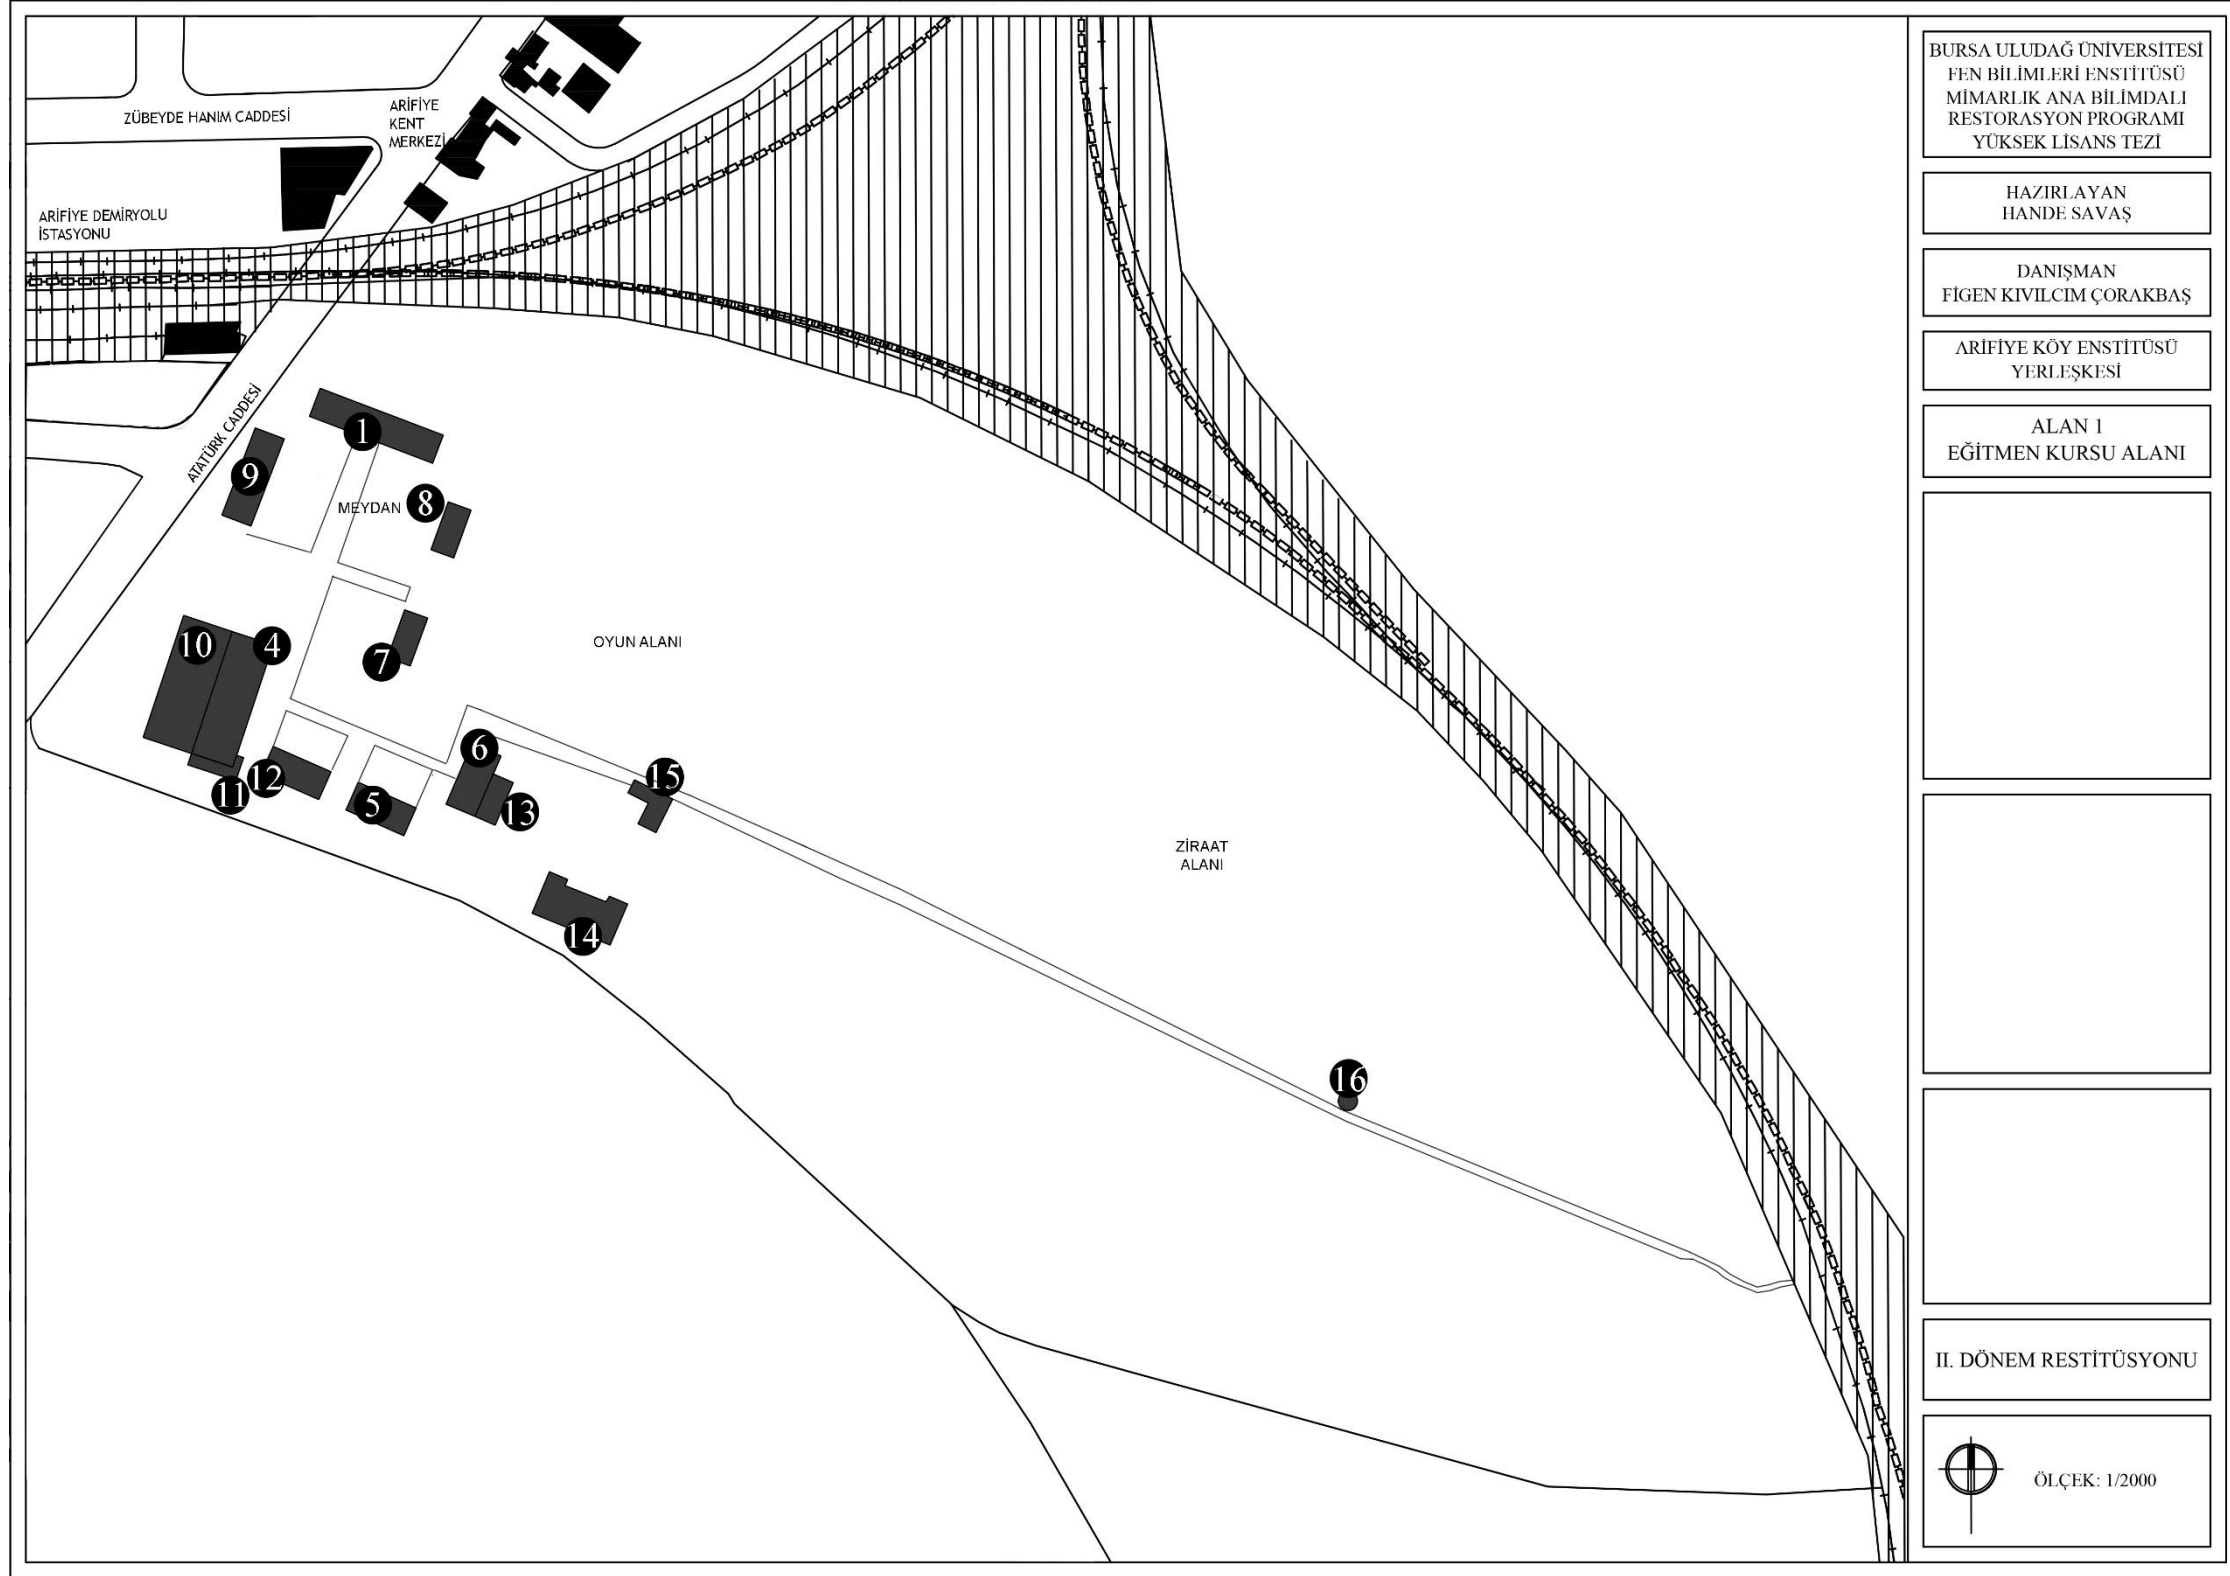 ZÜBEYDE HANIM CADDESİ
ARİFİYE
KENT
MERKEZİ
ARİFİYE DEMİRYOLU
İSTASYONU
ATATÜRK CADDESİ
1
9
MEYDAN
8
10
4
7
OYUN ALANI
6
15
12
11
5
13
14
ZİRAAT
ALANI
16
BURSA ULUDAĞ ÜNİVERSİTESİ
FEN BİLİMLERİ ENSTİTÜSÜ
MİMARLIK ANA BİLİMDALI
RESTORASYON PROGRAMI
YÜKSEK LİSANS TEZİ
HAZIRLAYAN
HANDE SAVAŞ
DANIŞMAN
FİGEN KIVILCIM ÇORAKBAŞ
ARİFİYE KÖY ENSTİTÜSÜ
YERLEŞKESİ
ALAN 1
EĞİTMEN KURSU ALANI
II. DÖNEM RESTİTÜSYONU
ÖLÇEK: 1/2000